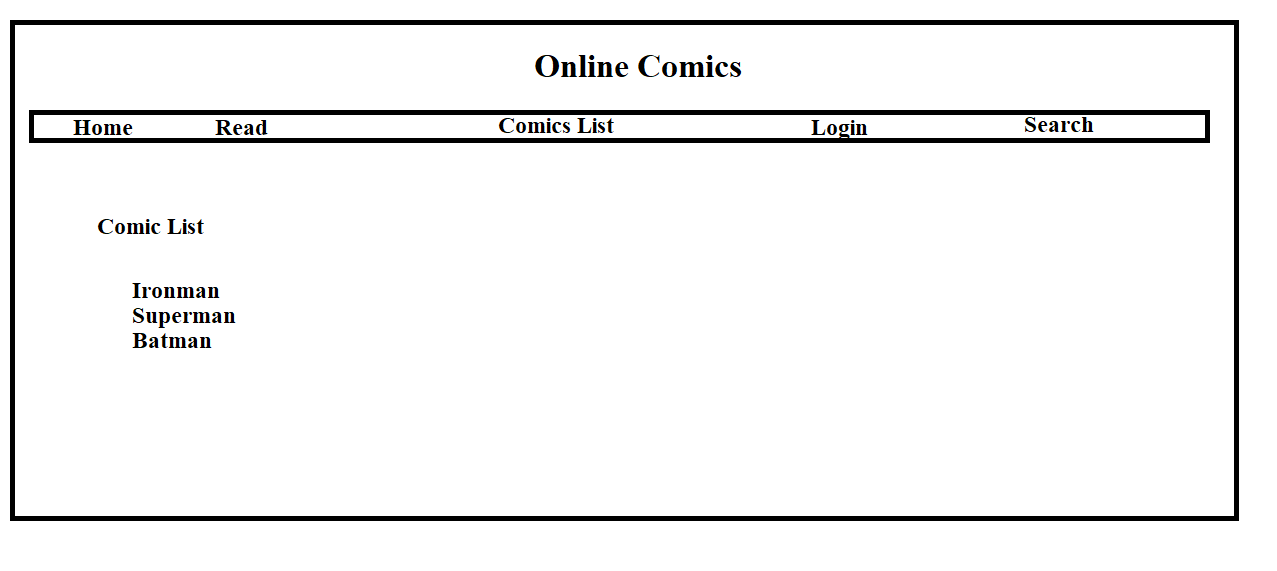 Online Comics
Home Read Comics List Login Search
Comic List
Ironman
Superman
Batman